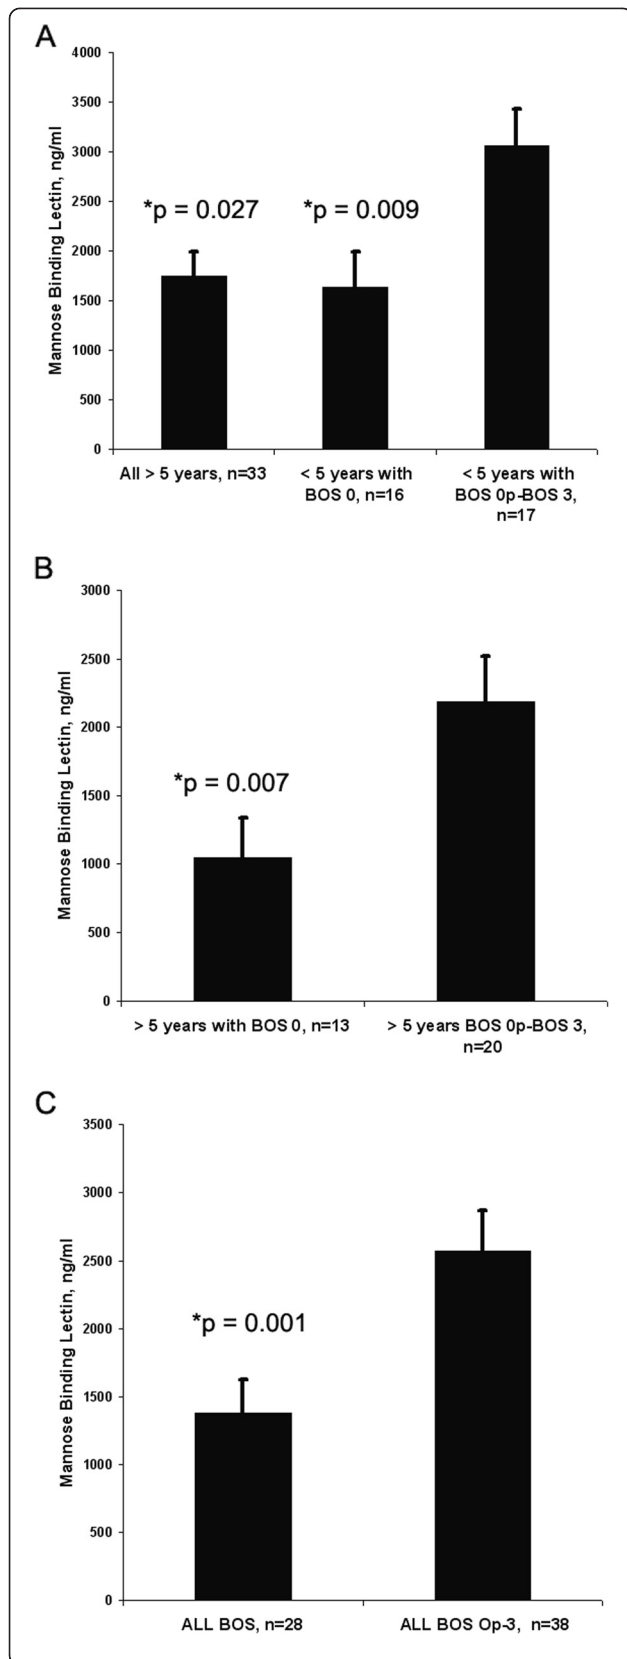 A
4000
3500
3000
2500
2000
1500
1000
500
0
Mannose Binding Lectin, ng/ml
*p = 0.027
*p = 0.009
All > 5 years, n=33
< 5 years with
BOS 0, n=16
< 5 years with
BOS 0p-BOS 3,
n=17
B
3000
2500
2000
1500
1000
500
0
Mannose Binding Lectin, ng/ml
*p = 0.007
> 5 years with BOS 0, n=13
> 5 years BOS 0p-BOS 3,
n=20
C
3500
3000
2500
2000
1500
1000
500
0
Mannose Binding Lectin, ng/ml
*p = 0.001
ALL BOS, n=28
ALL BOS Op-3, n=38